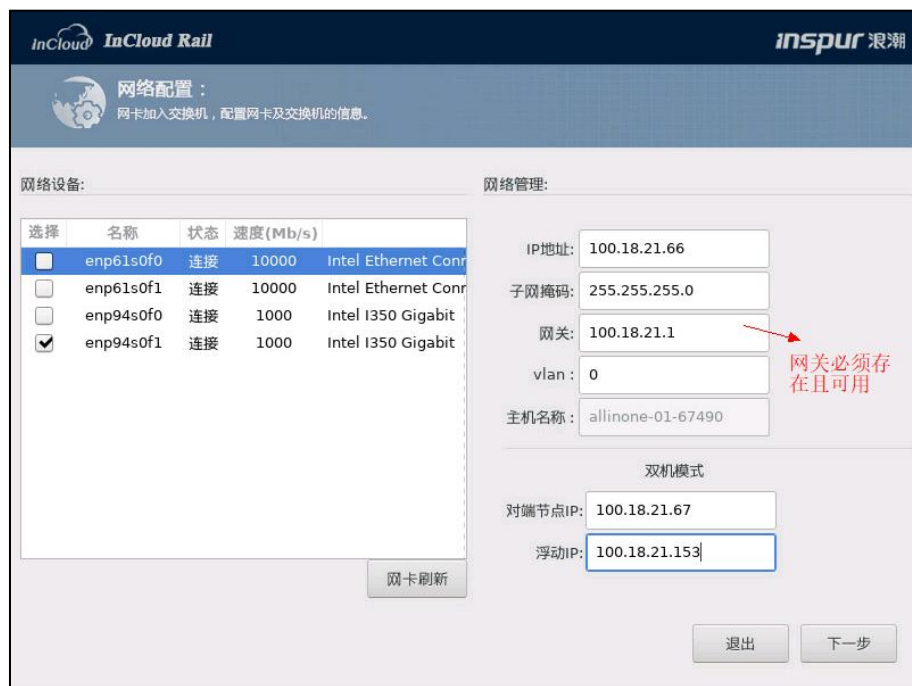 InCloud InCloud Rail
inspur 浪潮
网络配置：
网卡加入交换机，配置网卡及交换机的信息。
网络设备:
网络管理:
选择 名称 状态 速度(Mb/s)
enp61s0f0 连接 10000 Intel Ethernet Conr
enp61s0f1 连接 10000 Intel Ethernet Conr
enp94s0f0 连接 1000 Intel I350 Gigabit
enp94s0f1 连接 1000 Intel I350 Gigabit
网卡刷新
IP地址: 100.18.21.66
子网掩码: 255.255.255.0
网关: 100.18.21.1
网关必须存
在且可用
vlan : 0
主机名称 : allinone-01-67490
双机模式
对端节点IP: 100.18.21.67
浮动IP: 100.18.21.153
退出
下一步